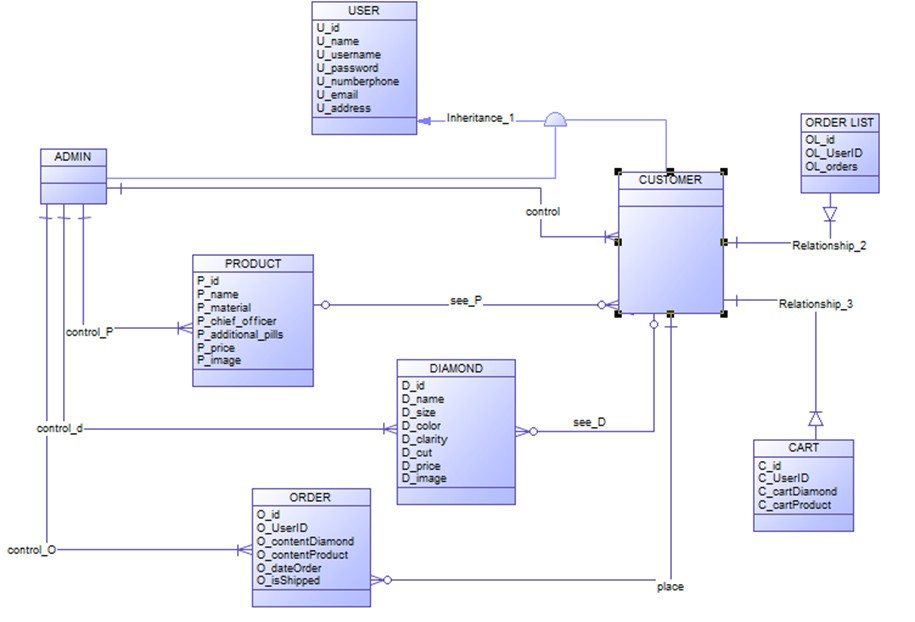 USER
U_id
U_name
U_username
U_password
U_numberphone
U_email
U_address
Inheritance_1
ORDER LIST
OL_id
OL_UserID
OL_orders
ADMIN
CUSTOMER
control
Relationship_2
PRODUCT
P_id
P_name
P_material
P_chief_officer
P_additional_pills
P_price
P_image
see_P
Relationship_3
control_P
DIAMOND
D_id
D_name
D_size
D_color
D_clarity
D_cut
D_price
D_image
see_D
control_d
CART
C_id
C_UserID
C_cartDiamond
C_cartProduct
ORDER
O_id
O_UserID
O_contentDiamond
O_contentProduct
O_dateOrder
O_isShipped
control_O
place